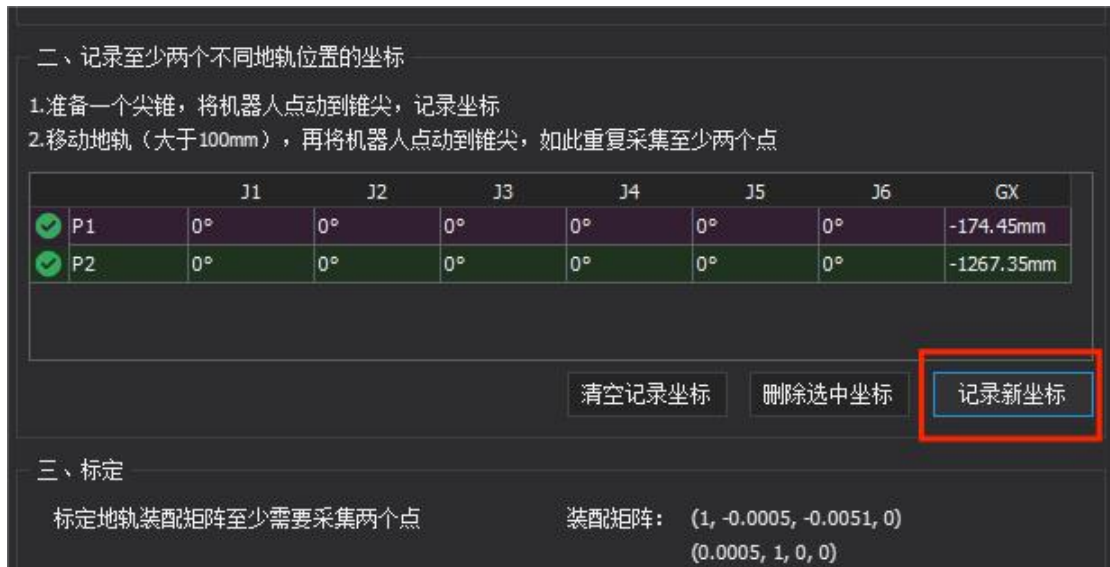 二、记录至少两个不同地轨位置的坐标
1.准备一个尖锥，将机器人点动到锥尖，记录坐标
2.移动地轨（大于100mm），再将机器人点动到锥尖，如此重复采集至少两个点
J1 J2 J3 J4 J5 J6 GX
P1 0° 0° 0° 0° 0° 0° -174.45mm
P2 0° 0° 0° 0° 0° 0° -1267.35mm
清空记录坐标 删除选中坐标 记录新坐标
三、标定
标定地轨装配矩阵至少需要采集两个点 装配矩阵： (1, -0.0005, -0.0051, 0)
(0.0005, 1, 0, 0)